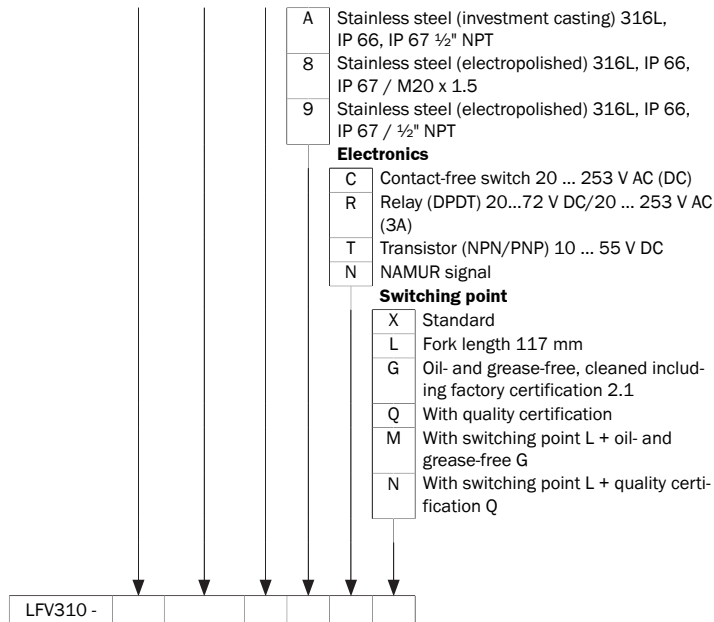 A Stainless steel (investment casting) 316L,
IP 66, IP 67 ½" NPT
8 Stainless steel (electropolished) 316L, IP 66,
IP 67 / M20 x 1.5
9 Stainless steel (electropolished) 316L, IP 66,
IP 67 / ½" NPT
Electronics
C Contact-free switch 20 ... 253 V AC (DC)
R Relay (DPDT) 20...72 V DC/20 ... 253 V AC
(3A)
T Transistor (NPN/PNP) 10 ... 55 V DC
N NAMUR signal
Switching point
X Standard
L Fork length 117 mm
G Oil- and grease-free, cleaned includ-
ing factory certification 2.1
Q With quality certification
M With switching point L + oil- and
grease-free G
N With switching point L + quality certi-
fication Q
LFV310 -